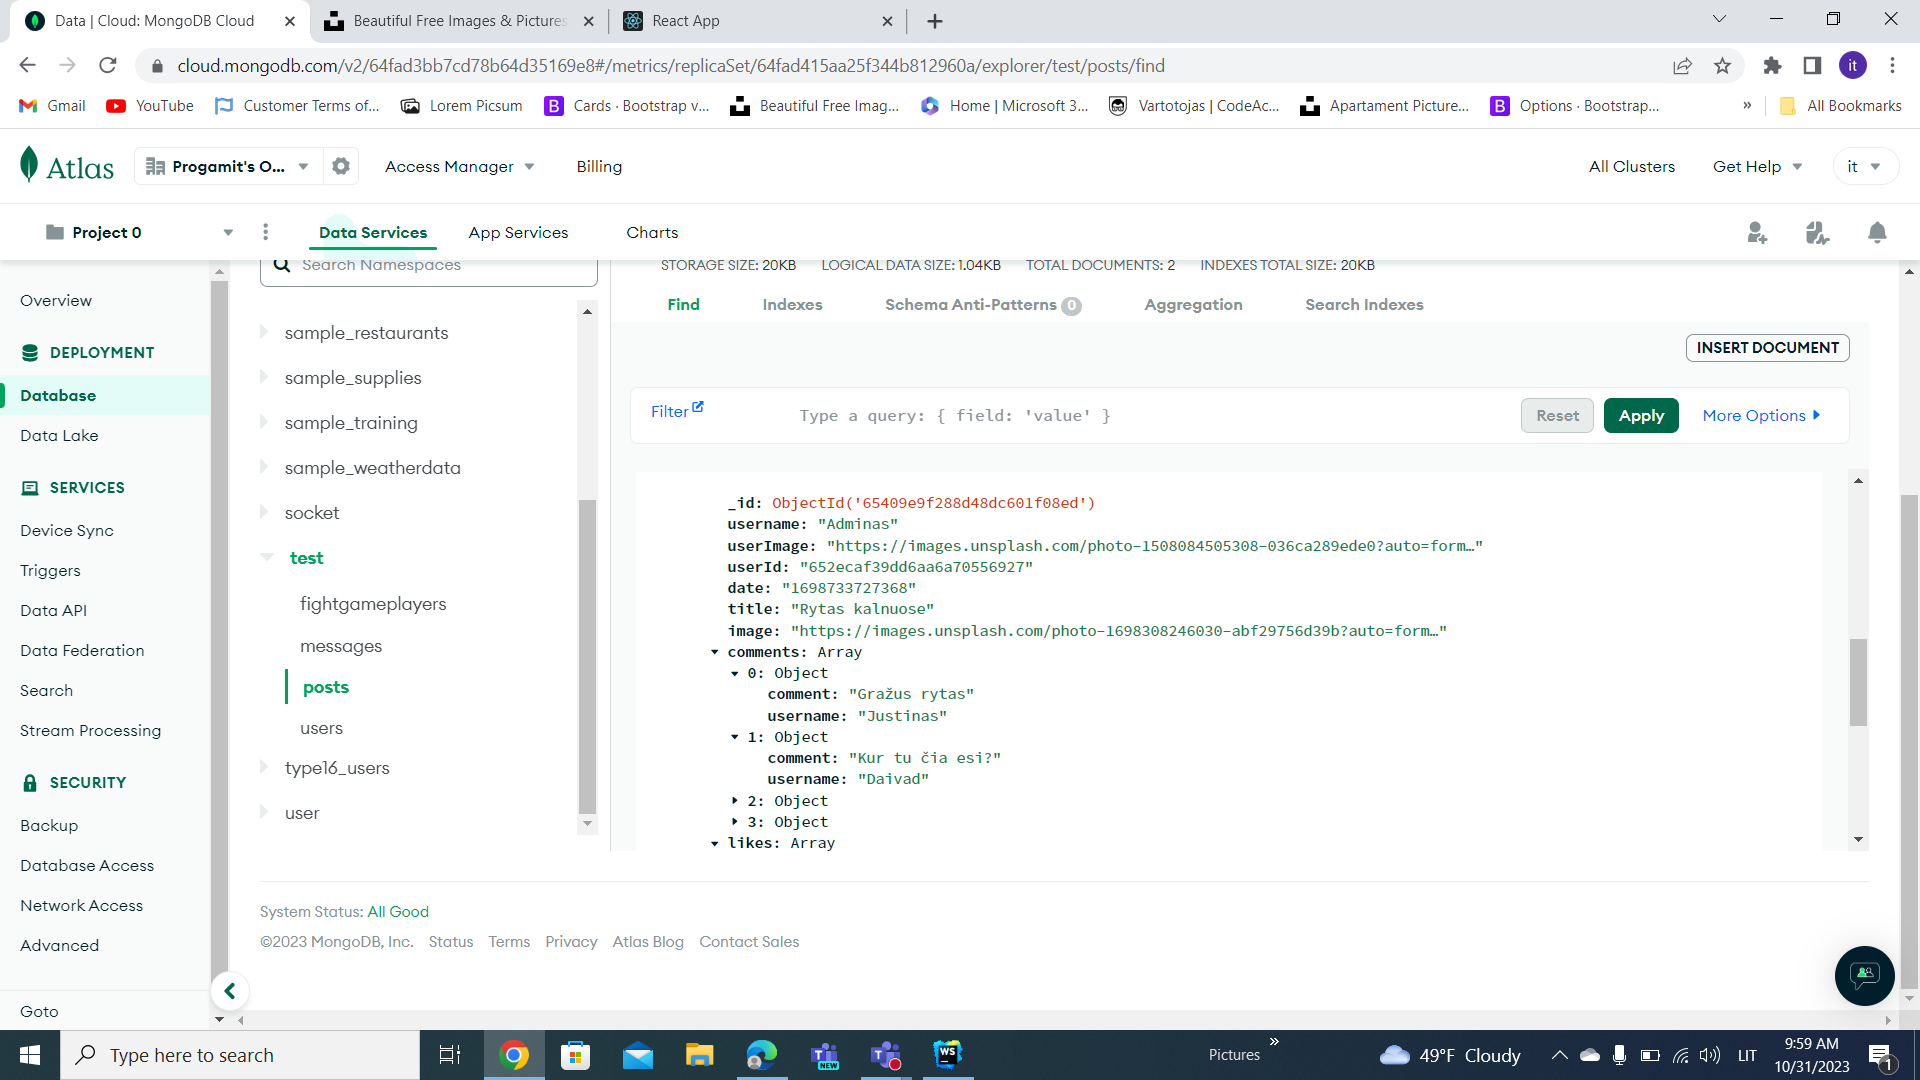 Data | Cloud: MongoDB Cloud
Beautiful Free Images & Pictures
React App
cloud.mongodb.com/v2/64fad3bb7cd78b64d35169e8#/metrics/replicaSet/64fad415aa25f344b812960a/explorer/test/posts/find
it
Gmail
YouTube
Customer Terms of...
Lorem Picsum
B
Cards · Bootstrap v...
Beautiful Free Imag...
Home | Microsoft 3...
Vartotojas | CodeAc...
Apartament Picture...
B
Options · Bootstrap...
»
All Bookmarks
Atlas
Progamit's O...
Access Manager
Billing
All Clusters
Get Help
it
Project 0
Data Services
App Services
Charts
Overview
DEPLOYMENT
Database
Data Lake
SERVICES
Device Sync
Triggers
Data API
Data Federation
Search
Stream Processing
SECURITY
Backup
Database Access
Network Access
Advanced
Goto
Search Namespaces
sample_restaurants
sample_supplies
sample_training
sample_weatherdata
socket
test
fightgameplayers
messages
posts
users
type16_users
user
STORAGE SIZE: 20KB LOGICAL DATA SIZE: 1.04KB TOTAL DOCUMENTS: 2 INDEXES TOTAL SIZE: 20KB
Find Indexes Schema Anti-Patterns 0 Aggregation Search Indexes
INSERT DOCUMENT
Filter Type a query: { field: 'value' } Reset Apply More Options
_id: ObjectId('65409e9f288d48dc601f08ed')
username: "Adminas"
userImage: "https://images.unsplash.com/photo-1508084505308-036ca289ede0?auto=form…"
userId: "652ecaf39dd6aa6a70556927"
date: "1698733727368"
title: "Rytas kalnuose"
image: "https://images.unsplash.com/photo-1698308246030-abf29756d39b?auto=form…"
comments: Array
0: Object
comment: "Gražus rytas"
username: "Justinas"
1: Object
comment: "Kur tu čia esi?"
username: "Daivad"
2: Object
3: Object
likes: Array
System Status: All Good
©2023 MongoDB, Inc. Status Terms Privacy Atlas Blog Contact Sales
Type here to search
NEW
WS
Pictures
»
49°F Cloudy
LIT
9:59 AM
10/31/2023
1